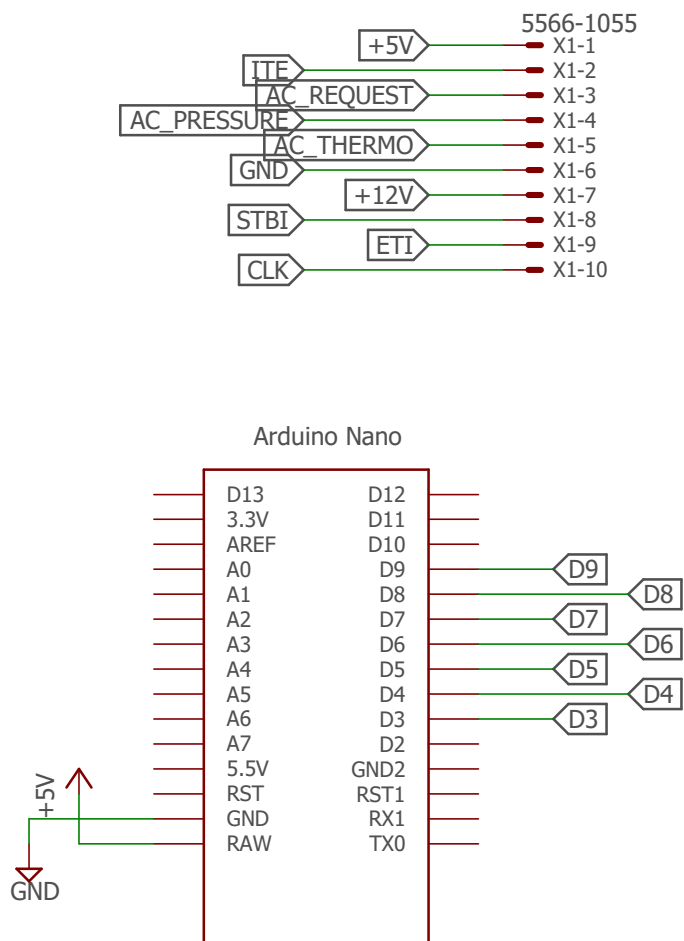 5566-1055
+5V X1-1
ITE X1-2
AC_REQUEST X1-3
AC_PRESSURE X1-4
AC_THERMO X1-5
GND X1-6
+12V X1-7
STBI X1-8
ETI X1-9
CLK X1-10
Arduino Nano
D13 D12
3.3V D11
AREF D10
A0 D9 D9
A1 D8 D8
A2 D7 D7
A3 D6 D6
A4 D5 D5
A5 D4 D4
A6 D3 D3
A7 D2
5.5V GND2
+5V RST RST1
GND RX1
RAW TX0
GND